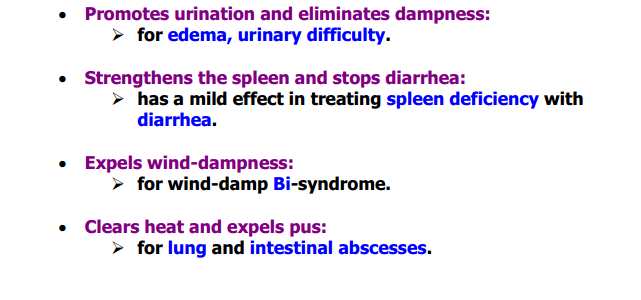 • Promotes urination and eliminates dampness:
➢ for edema, urinary difficulty.
• Strengthens the spleen and stops diarrhea:
➢ has a mild effect in treating spleen deficiency with
diarrhea.
• Expels wind-dampness:
➢ for wind-damp Bi-syndrome.
• Clears heat and expels pus:
➢ for lung and intestinal abscesses.